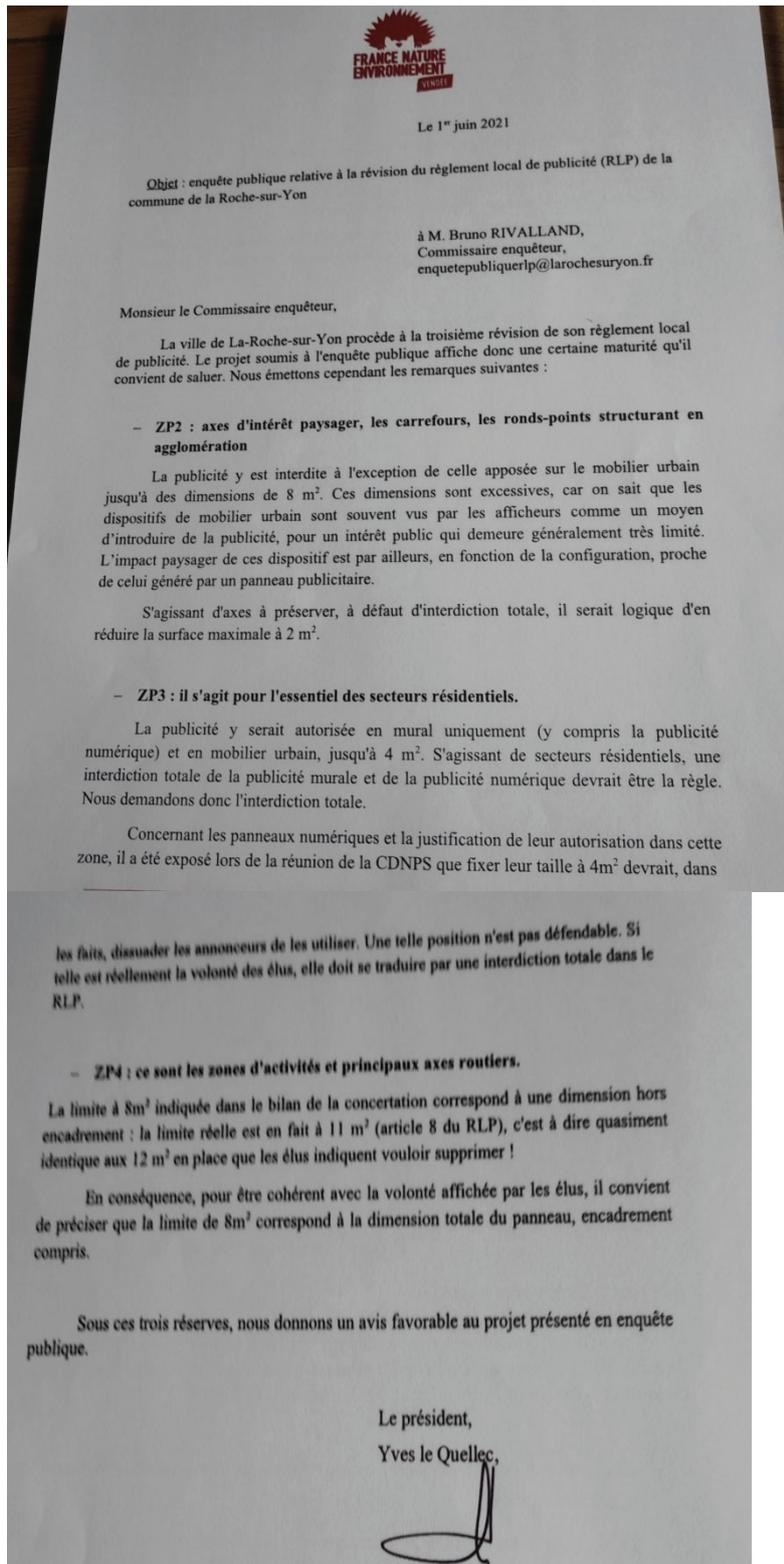 FRANCE NATURE
ENVIRONNEMENT
VENDÉE
Le 1er juin 2021
Objet : enquête publique relative à la révision du règlement local de publicité (RLP) de la
commune de la Roche-sur-Yon
à M. Bruno RIVALLAND,
Commissaire enquêteur,
enquetepubliquerlp@larochesuryon.fr
Monsieur le Commissaire enquêteur,
La ville de La-Roche-sur-Yon procède à la troisième révision de son règlement local
de publicité. Le projet soumis à l'enquête publique affiche donc une certaine maturité qu'il
convient de saluer. Nous émettons cependant les remarques suivantes :
– ZP2 : axes d'intérêt paysager, les carrefours, les ronds-points structurant en
agglomération
La publicité y est interdite à l'exception de celle apposée sur le mobilier urbain
jusqu'à des dimensions de 8 m². Ces dimensions sont excessives, car on sait que les
dispositifs de mobilier urbain sont souvent vus par les afficheurs comme un moyen
d'introduire de la publicité, pour un intérêt public qui demeure généralement très limité.
L'impact paysager de ces dispositif est par ailleurs, en fonction de la configuration, proche
de celui généré par un panneau publicitaire.
S'agissant d'axes à préserver, à défaut d'interdiction totale, il serait logique d'en
réduire la surface maximale à 2 m².
– ZP3 : il s'agit pour l'essentiel des secteurs résidentiels.
La publicité y serait autorisée en mural uniquement (y compris la publicité
numérique) et en mobilier urbain, jusqu'à 4 m². S'agissant de secteurs résidentiels, une
interdiction totale de la publicité murale et de la publicité numérique devrait être la règle.
Nous demandons donc l'interdiction totale.
Concernant les panneaux numériques et la justification de leur autorisation dans cette
zone, il a été exposé lors de la réunion de la CDNPS que fixer leur taille à 4m² devrait, dans
les faits, dissuader les annonceurs de les utiliser. Une telle position n'est pas défendable. Si
telle est réellement la volonté des élus, elle doit se traduire par une interdiction totale dans le
RLP.
– ZP4 : ce sont les zones d'activités et principaux axes routiers.
La limite à 8m² indiquée dans le bilan de la concertation correspond à une dimension hors
encadrement : la limite réelle est en fait à 11 m² (article 8 du RLP), c'est à dire quasiment
identique aux 12 m² en place que les élus indiquent vouloir supprimer !
En conséquence, pour être cohérent avec la volonté affichée par les élus, il convient
de préciser que la limite de 8m² correspond à la dimension totale du panneau, encadrement
compris.
Sous ces trois réserves, nous donnons un avis favorable au projet présenté en enquête
publique.
Le président,
Yves le Quellec,